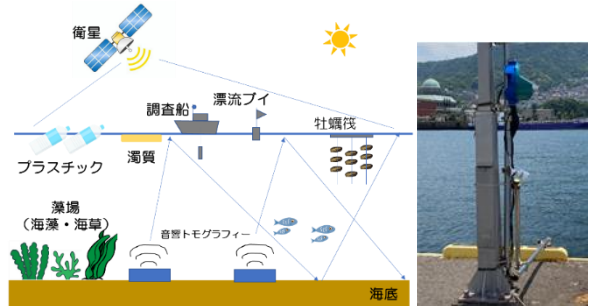 衛星
漂流ブイ
調査船
牡蠣筏
プラスチック
濁質
藻場
(海藻・海草)
音響トモグラフィー
海底